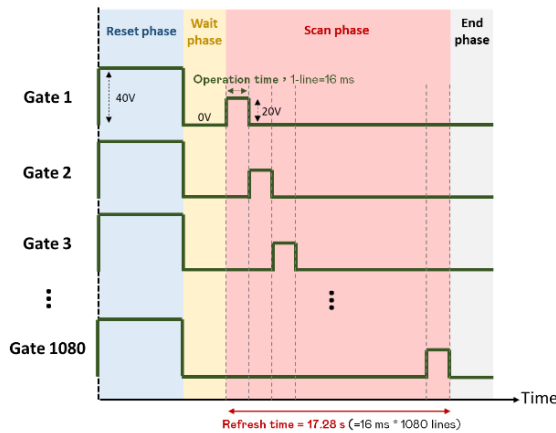 Reset phase
Wait
phase
Scan phase
End
phase
Operation time , 1-line=16 ms
Gate 1
40V
0V
20V
Gate 2
Gate 3
Gate 1080
Time
Refresh time = 17.28 s (=16 ms * 1080 lines)